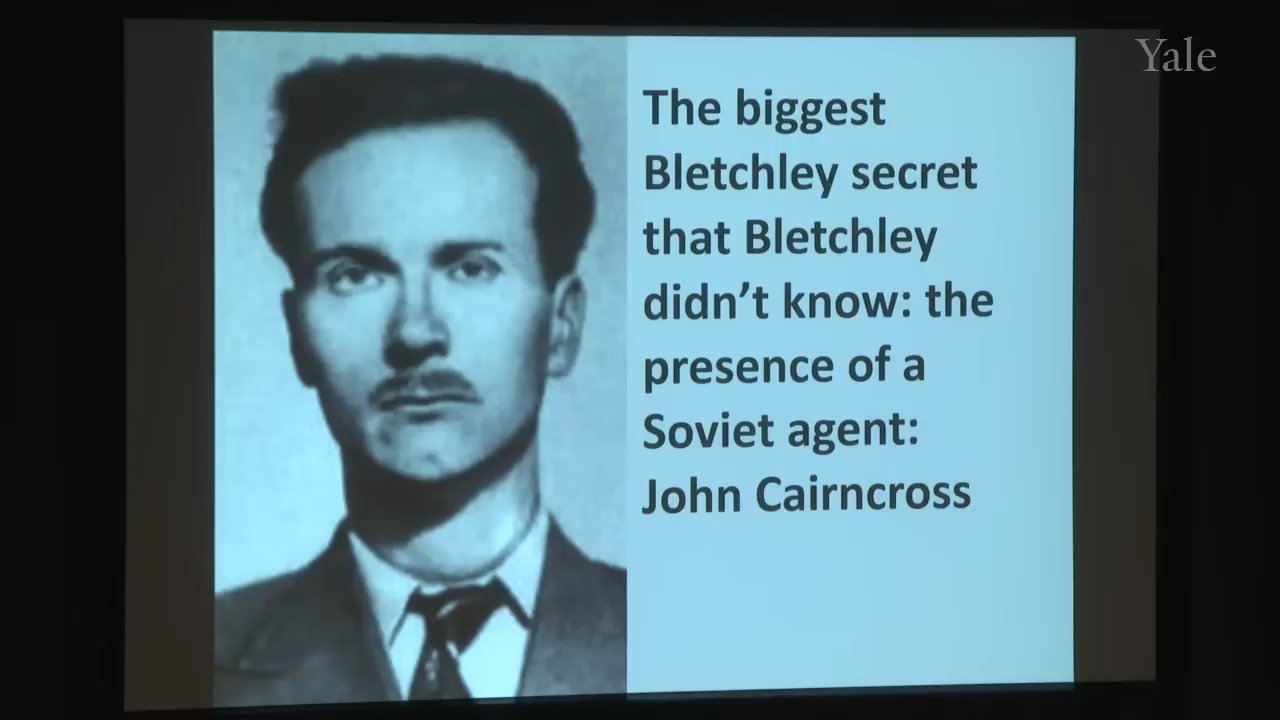 Yale
The biggest
Bletchley secret
that Bletchley
didn’t know: the
presence of a
Soviet agent:
John Cairncross